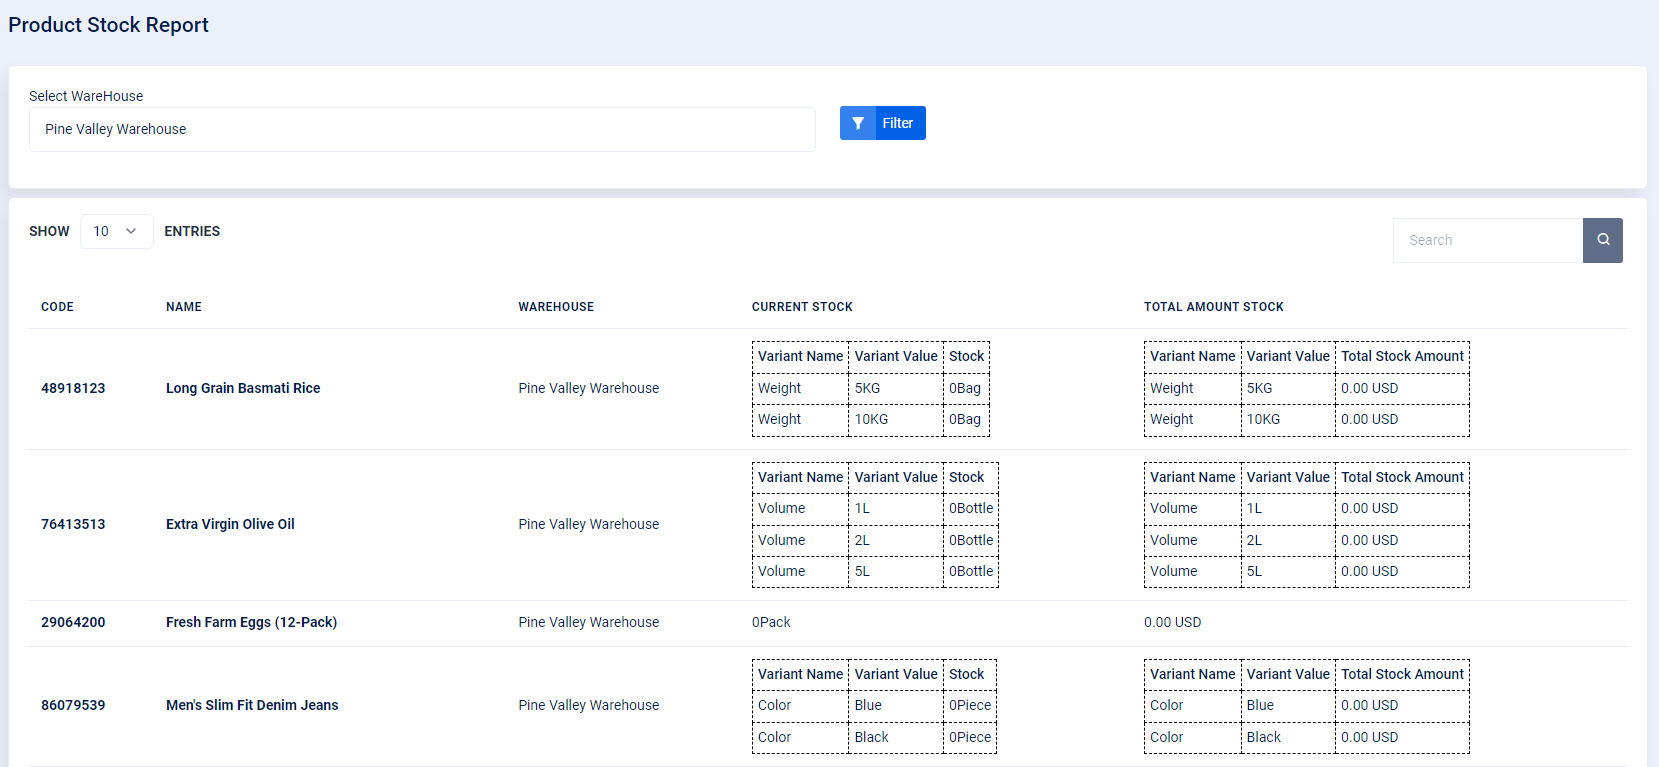 Product Stock Report
Select WareHouse
Pine Valley Warehouse
Filter
SHOW 10 ENTRIES
Search
CODE NAME WAREHOUSE CURRENT STOCK TOTAL AMOUNT STOCK
Variant Name Variant Value Stock Variant Name Variant Value Total Stock Amount
48918123 Long Grain Basmati Rice Pine Valley Warehouse Weight 5KG 0Bag Weight 5KG 0.00 USD
Weight 10KG 0Bag Weight 10KG 0.00 USD
Variant Name Variant Value Stock Variant Name Variant Value Total Stock Amount
Volume 1L 0Bottle Volume 1L 0.00 USD
76413513 Extra Virgin Olive Oil Pine Valley Warehouse
Volume 2L 0Bottle Volume 2L 0.00 USD
Volume 5L 0Bottle Volume 5L 0.00 USD
29064200 Fresh Farm Eggs (12-Pack) Pine Valley Warehouse 0Pack 0.00 USD
Variant Name Variant Value Stock Variant Name Variant Value Total Stock Amount
86079539 Men's Slim Fit Denim Jeans Pine Valley Warehouse Color Blue 0Piece Color Blue 0.00 USD
Color Black 0Piece Color Black 0.00 USD